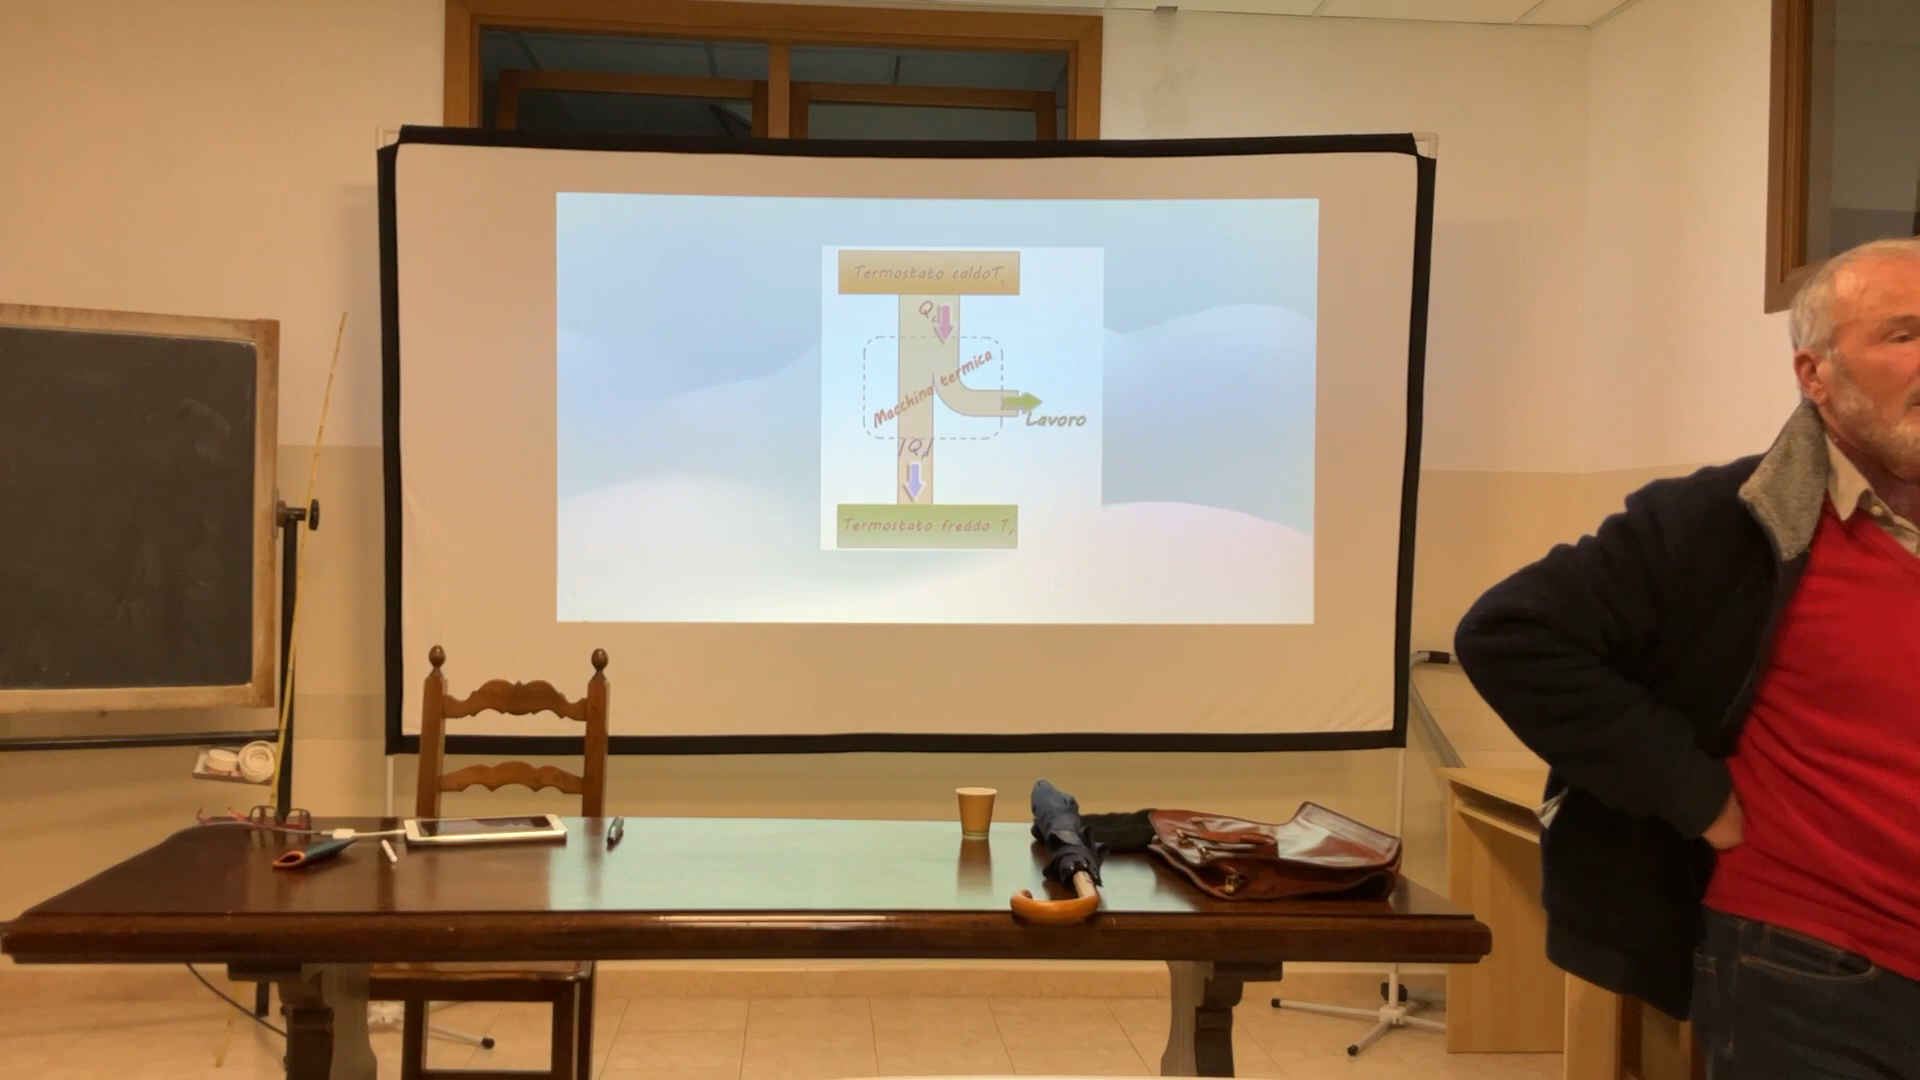 Termostato caldo T
Q
Macchina termica
Lavoro
|Q
Termostato freddo T